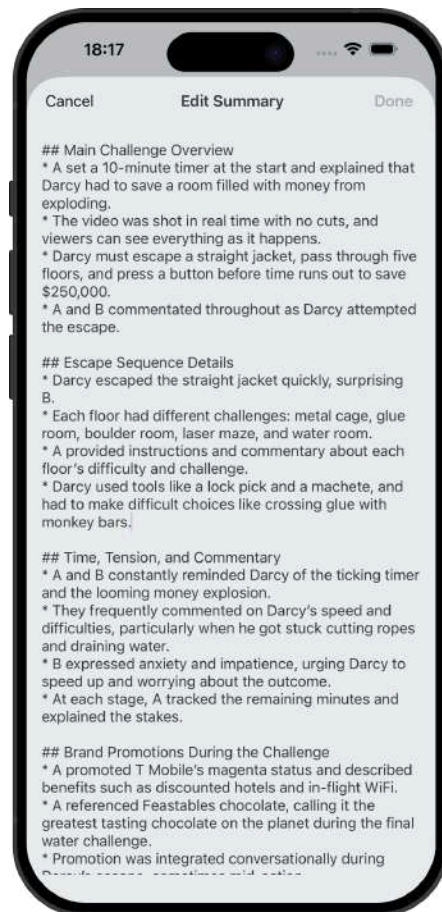 18:17
Cancel
Edit Summary
Done
## Main Challenge Overview
* A set a 10-minute timer at the start and explained that
Darcy had to save a room filled with money from
exploding.
* The video was shot in real time with no cuts, and
viewers can see everything as it happens.
* Darcy must escape a straight jacket, pass through five
floors, and press a button before time runs out to save
$250,000.
* A and B commentated throughout as Darcy attempted
the escape.
## Escape Sequence Details
* Darcy escaped the straight jacket quickly, surprising
B.
* Each floor had different challenges: metal cage, glue
room, boulder room, laser maze, and water room.
* A provided instructions and commentary about each
floor's difficulty and challenge.
* Darcy used tools like a lock pick and a machete, and
had to make difficult choices like crossing glue with
monkey bars.
## Time, Tension, and Commentary
* A and B constantly reminded Darcy of the ticking timer
and the looming money explosion.
* They frequently commented on Darcy's speed and
difficulties, particularly when he got stuck cutting ropes
and draining water.
* B expressed anxiety and impatience, urging Darcy to
speed up and worrying about the outcome.
* At each stage, A tracked the remaining minutes and
explained the stakes.
## Brand Promotions During the Challenge
* A promoted T Mobile's magenta status and described
benefits such as discounted hotels and in-flight WiFi.
* A referenced Feastables chocolate, calling it the
greatest tasting chocolate on the planet during the final
water challenge.
* Promotion was integrated conversationally during